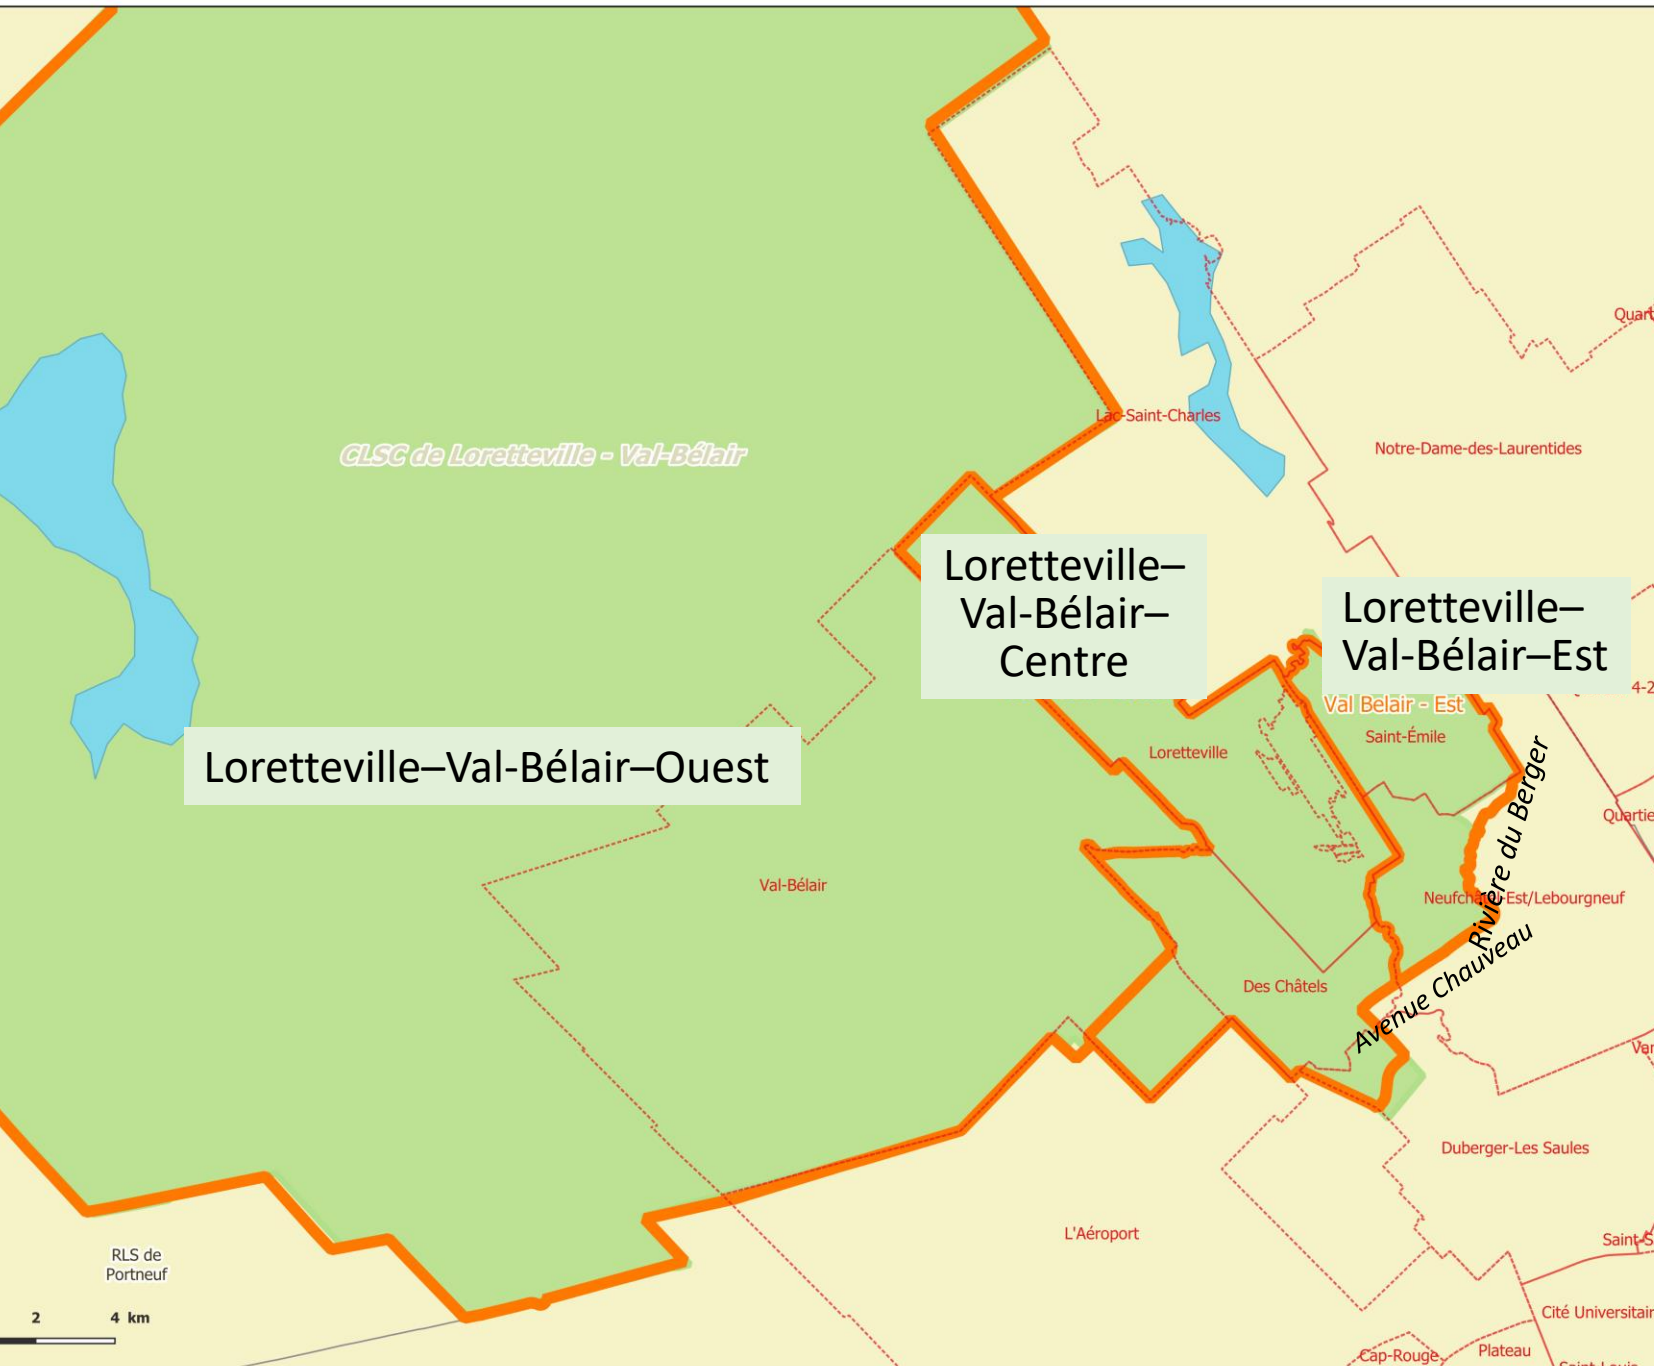 Quart
CLSC de Loretteville - Val-Bélair
Lac-Saint-Charles
Notre-Dame-des-Laurentides
Loretteville–
Val-Bélair–
Centre
Loretteville–
Val-Bélair–Est
4-2
Val Belair - Est
Saint-Émile
Loretteville
Loretteville–Val-Bélair–Ouest
Rivière du Berger
Quartie
Val-Bélair
Neufchâtel-Est/Lebourgneuf
Avenue Chauveau
Des Châtels
Van
Duberger-Les Saules
L'Aéroport
Saint-S
RLS de
Portneuf
2 4 km
Cité Universitair
Cap-Rouge
Plateau